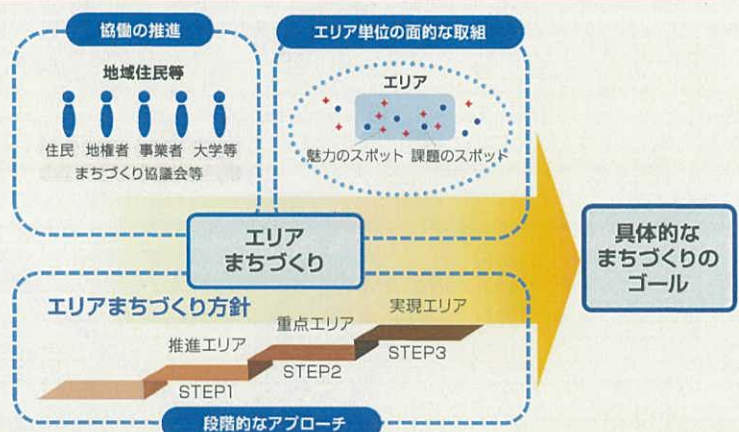 協働の推進
地域住民等
住民 地権者 事業者 大学等
まちづくり協議会等
エリア単位の面的な取組
エリア
魅力のスポット 課題のスポット
エリア
まちづくり
具体的な
まちづくりの
ゴール
エリアまちづくり方針
推進エリア
STEP1
重点エリア
STEP2
実現エリア
STEP3
段階的なアプローチ